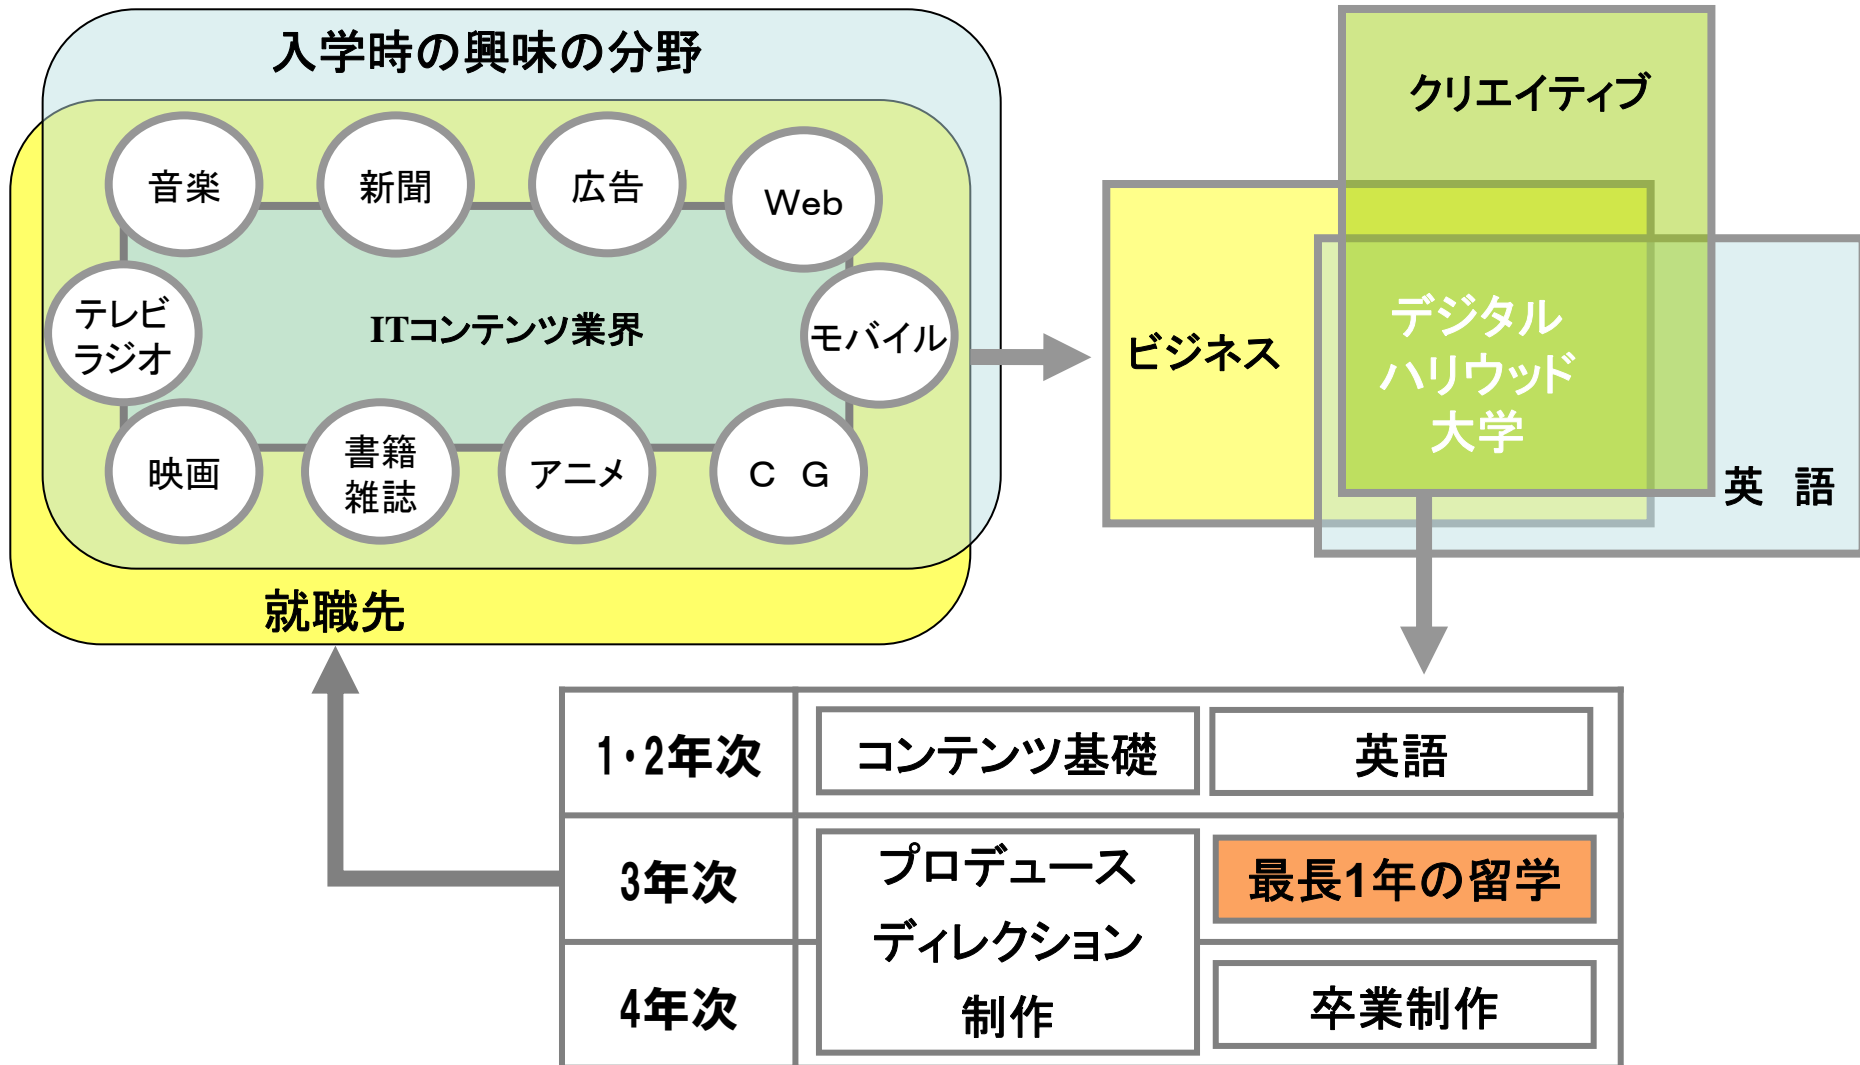 入学時の興味の分野
音楽
新聞
広告
Web
テレビ
ラジオ
ITコンテンツ業界
モバイル
映画
書籍
雑誌
アニメ
C G
就職先
クリエイティブ
ビジネス
デジタル
ハリウッド
大学
英 語
1・2年次
コンテンツ基礎
英語
3年次
プロデュース
ディレクション
制作
最長1年の留学
4年次
卒業制作